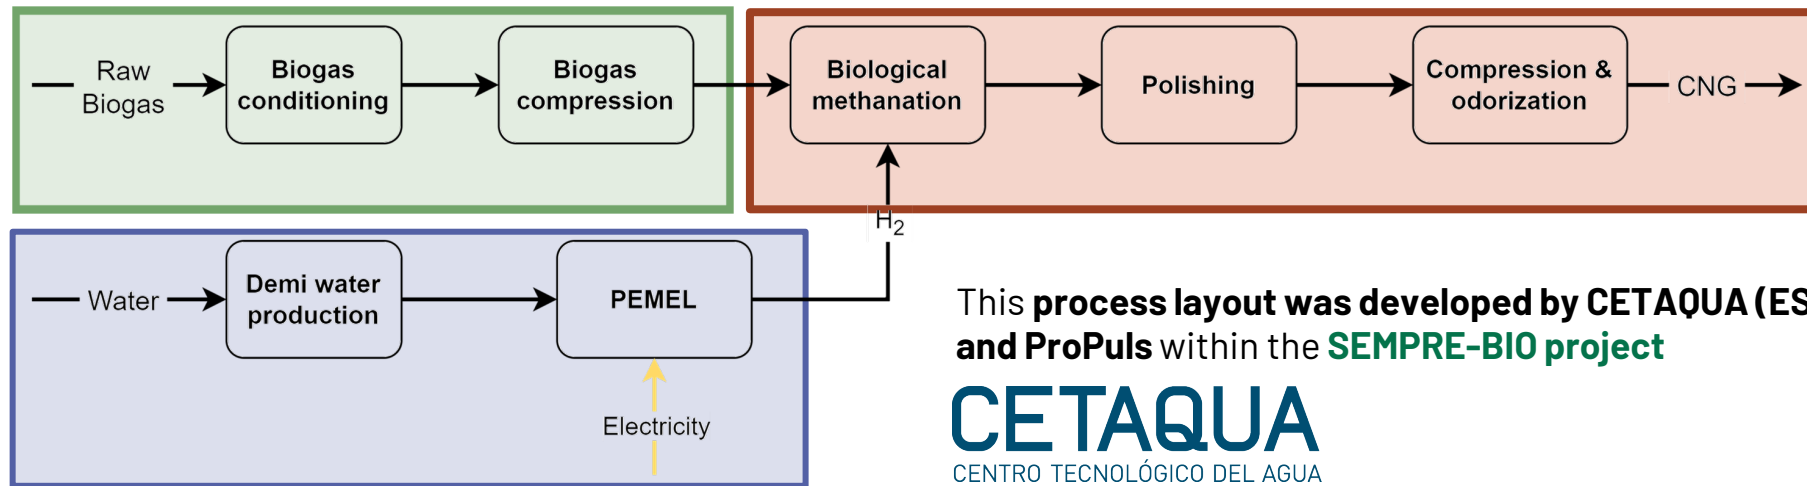 Raw
Biogas
Biogas
conditioning
Biogas
compression
Biological
methanation
Polishing
Compression &
odorization
CNG
H2
Water
Demi water
production
PEMEL
Electricity
This process layout was developed by CETAQUA (ES
and ProPuls within the SEMPRE-BIO project
CETAQUA
CENTRO TECNOLÓGICO DEL AGUA